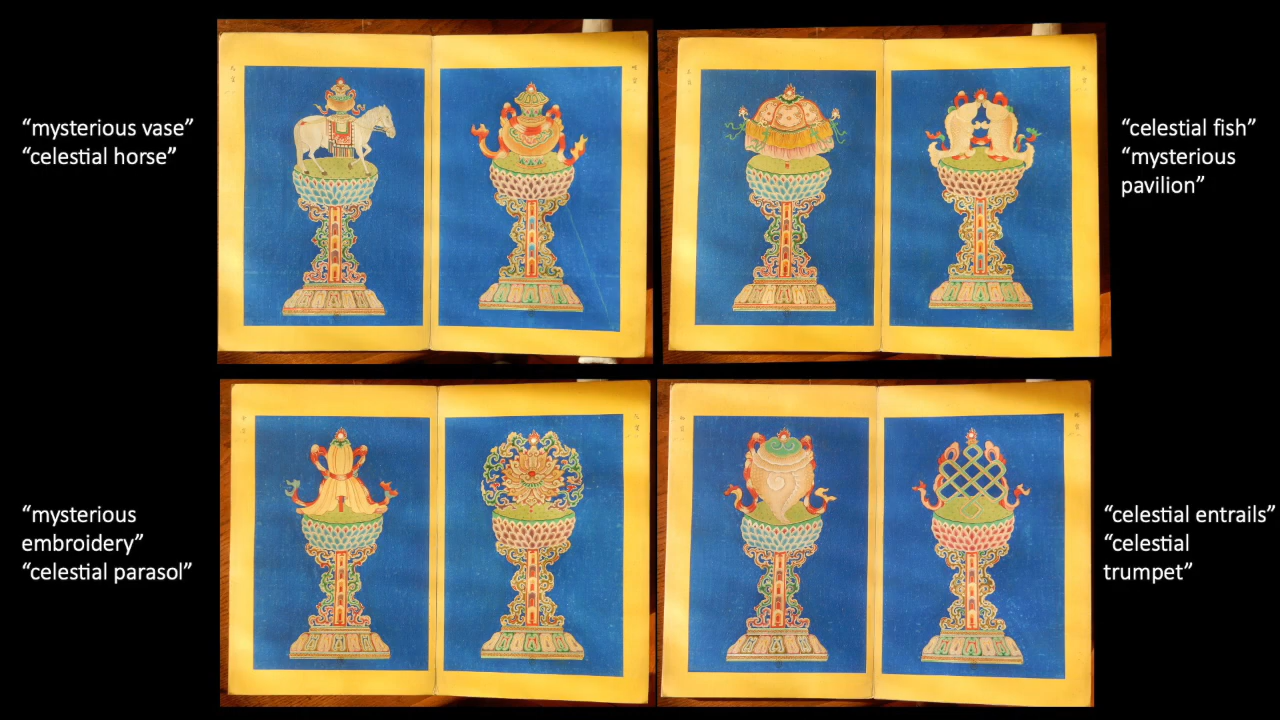 “mysterious vase”
“celestial horse”
“celestial fish”
“mysterious
pavilion”
“mysterious
embroidery”
“celestial parasol”
“celestial entrails”
“celestial
trumpet”